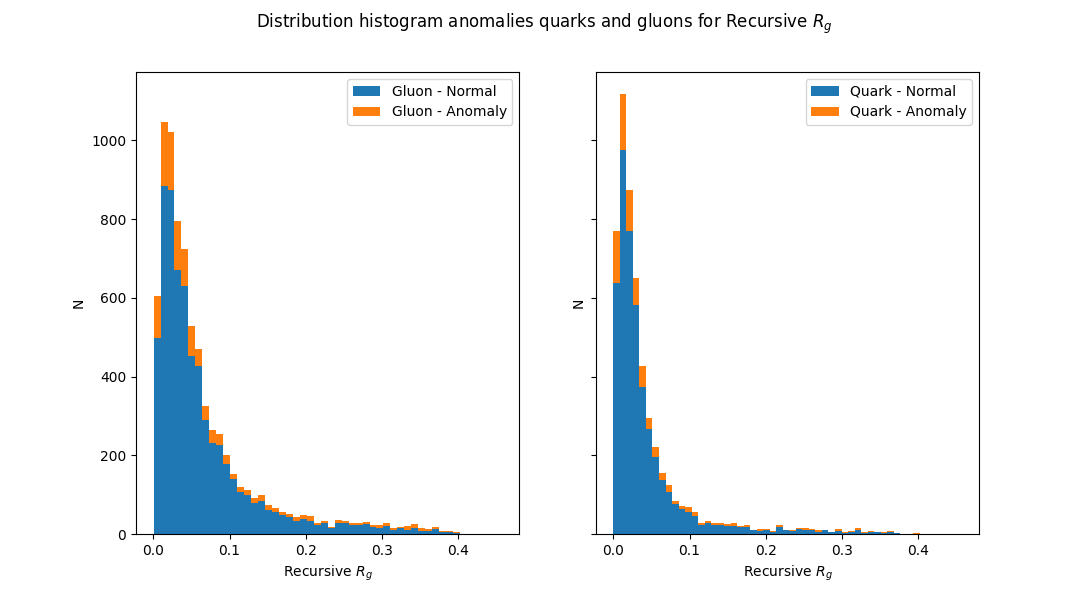 Distribution histogram anomalies quarks and gluons for Recursive $R_g$
Gluon - Normal
Gluon - Anomaly
1000
800
600
400
200
0
N
0.0 0.1 0.2 0.3 0.4
Recursive $R_g$
Quark - Normal
Quark - Anomaly
N
0.0 0.1 0.2 0.3 0.4
Recursive $R_g$